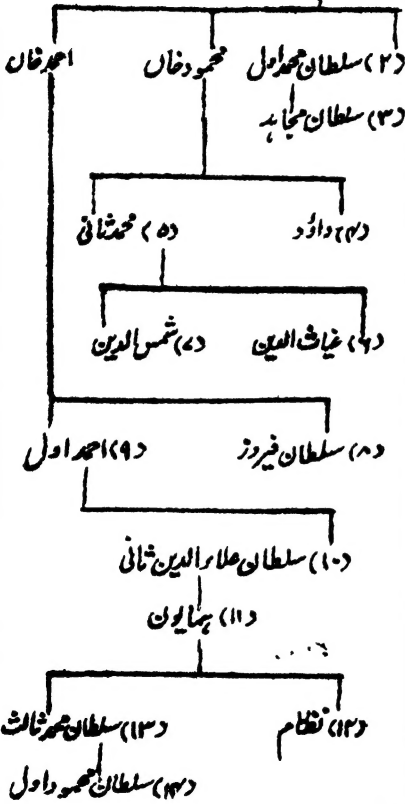 (۲) سلطان محمد اول
محمود خاں
احمد خاں
(۳) سلطان مجاہد
(۴) داؤد
(۵) محمد ثانی
(۶) غیاث الدین
(۷) شمس الدین
(۸) سلطان فیروز
(۹) احمد اول
(۱۰) سلطان علاء الدین ثانی
(۱۱) ہمایون
(۱۲) نظام
(۱۳) سلطان محمد ثالث
(۱۴) سلطان محمود اول